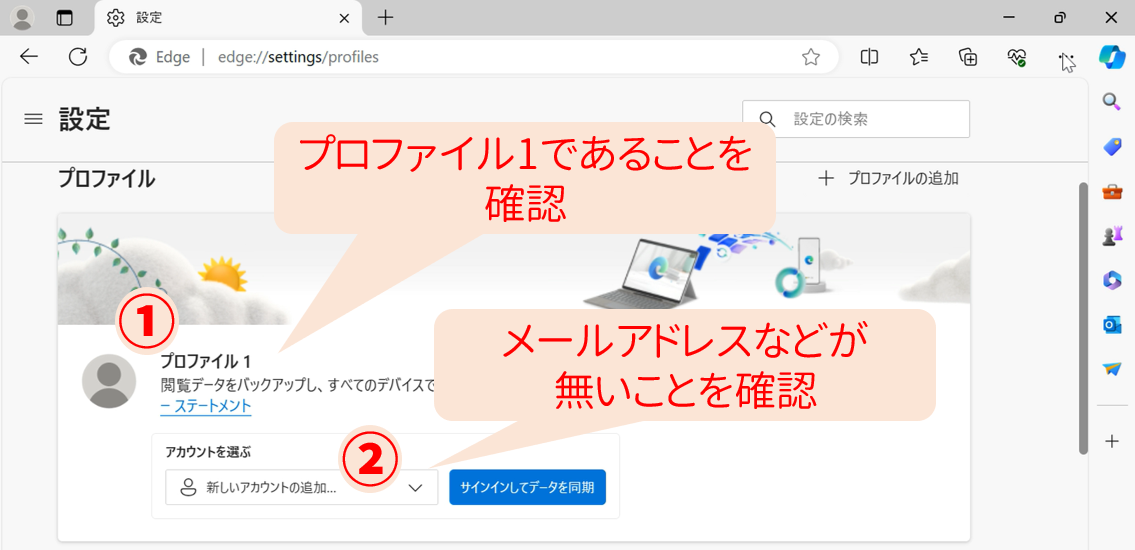 設定
Edge
edge://settings/profiles
設定
設定の検索
プロファイル1であることを
確認
プロファイル
プロファイルの追加
①
プロファイル 1
閲覧データをバックアップし、すべてのデバイスで
ー ステートメント
メールアドレスなどが
無いことを確認
アカウントを選ぶ
②
新しいアカウントの追加...
サインインしてデータを同期